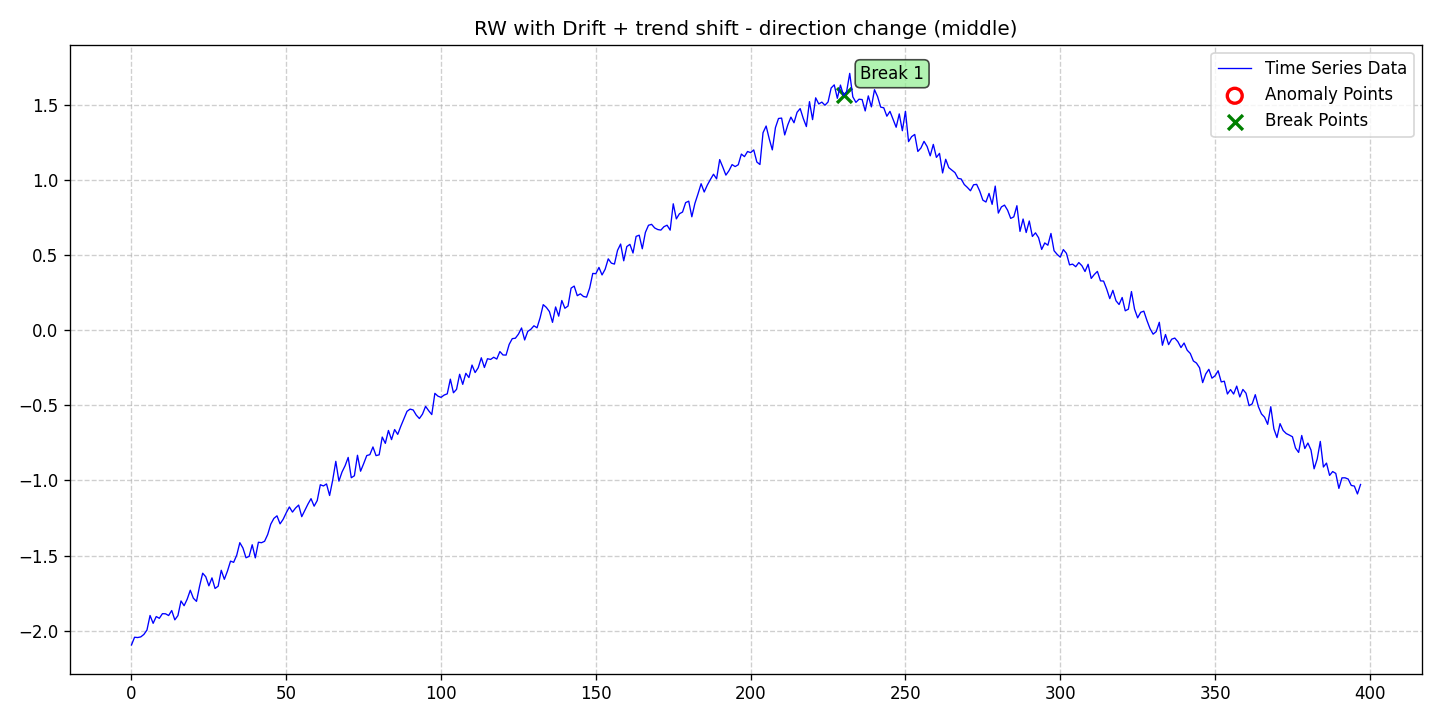 RW with Drift + trend shift - direction change (middle)
Break 1
Time Series Data
Anomaly Points
Break Points
1.5
1.0
0.5
0.0
−0.5
−1.0
−1.5
−2.0
0 50 100 150 200 250 300 350 400